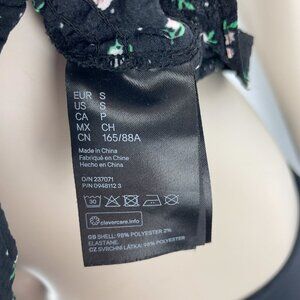 EUR S
US S
CA P
MX CH
CN 165/88A
Made in China
Fabriqué en Chine
Hecho en China
O/N 237071
P/N 0948112 3
30
clevercare.info
GB SHELL: 98% POLYESTER 2%
ELASTANE.
CZ SVRCHNÍ LÁTKA: 98% POLYESTER